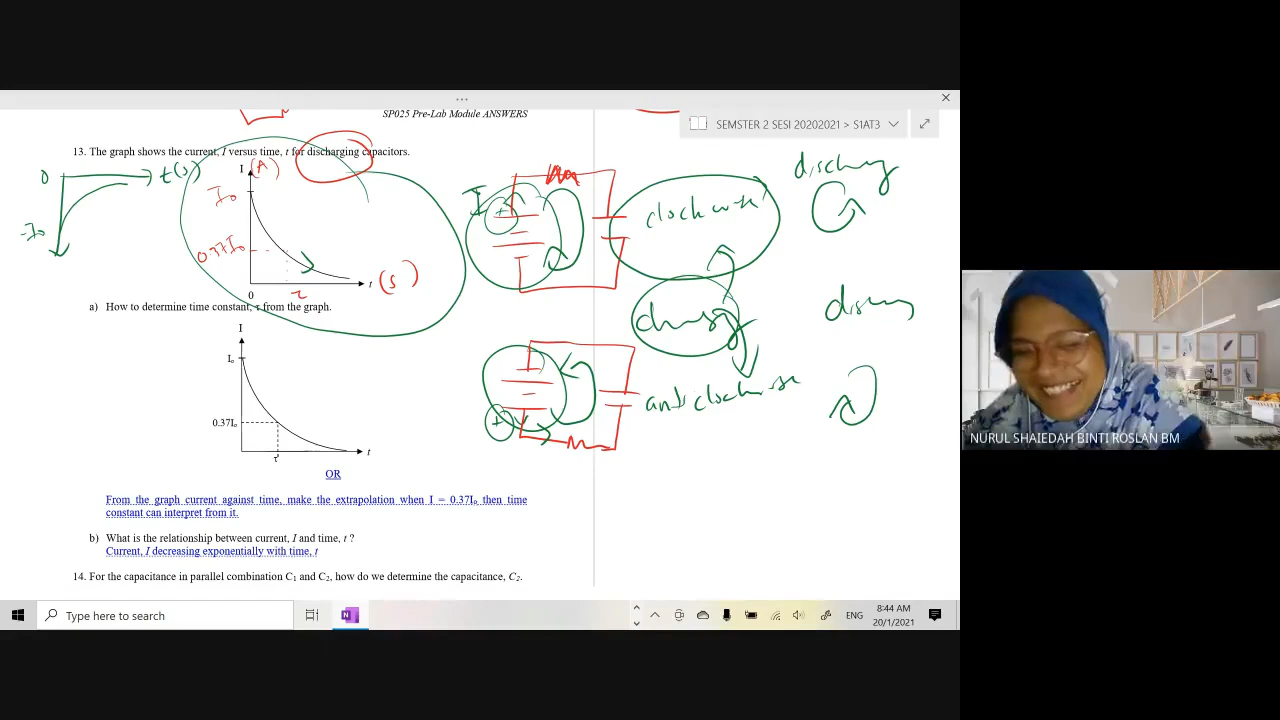 SP025 Pre-Lab Module ANSWERS
SEMSTER 2 SESI 20202021 > S1AT3
13. The graph shows the current, I versus time, t for discharging capacitors.
0
t(s)
-I₀
I (A)
I₀
0.37I₀
0
τ
t (s)
I
+
clockwise
discharg
a) How to determine time constant, τ from the graph.
I
Iₒ
0.37Iₒ
τ
t
+
anticlockwise
OR
From the graph current against time, make the extrapolation when I = 0.37Iₒ then time
constant can interpret from it.
b) What is the relationship between current, I and time, t ?
Current, I decreasing exponentially with time, t
14. For the capacitance in parallel combination C₁ and C₂, how do we determine the capacitance, C₂.
NURUL SHAIEDAH BINTI ROSLAN BM
Type here to search
N
ENG
8:44 AM
20/1/2021